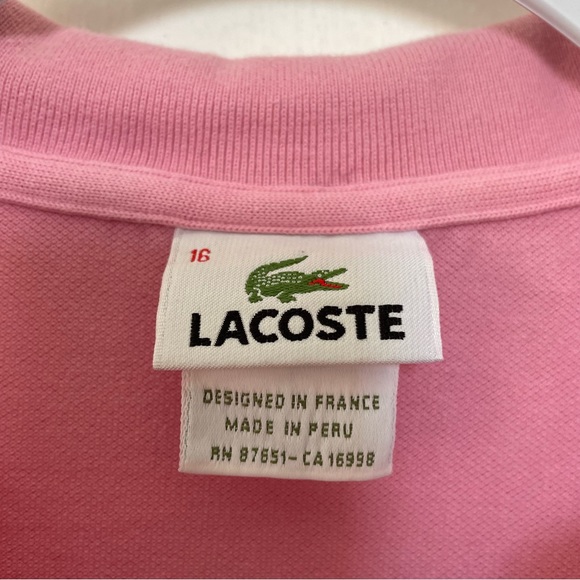 16
LACOSTE
DESIGNED IN FRANCE
MADE IN PERU
RN 87651-CA 16998